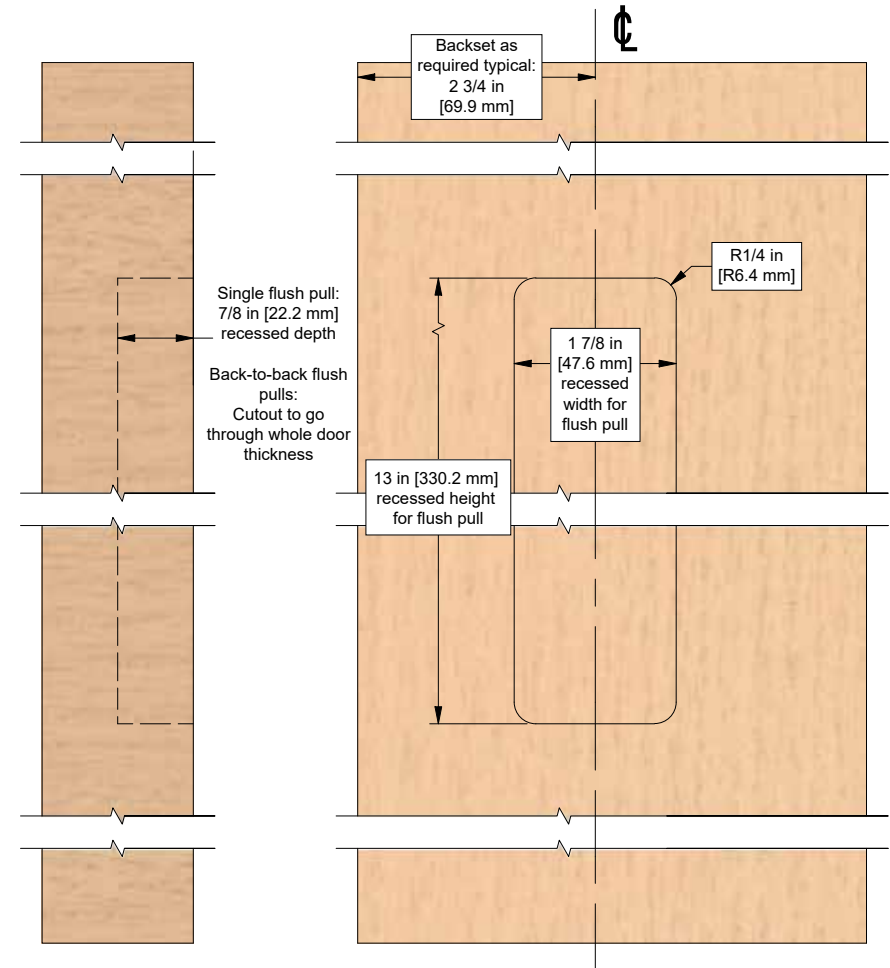 ℄
Backset as
required typical:
2 3/4 in
[69.9 mm]
R1/4 in
[R6.4 mm]
Single flush pull:
7/8 in [22.2 mm]
recessed depth
Back-to-back flush
pulls:
Cutout to go
through whole door
thickness
1 7/8 in
[47.6 mm]
recessed
width for
flush pull
13 in [330.2 mm]
recessed height
for flush pull